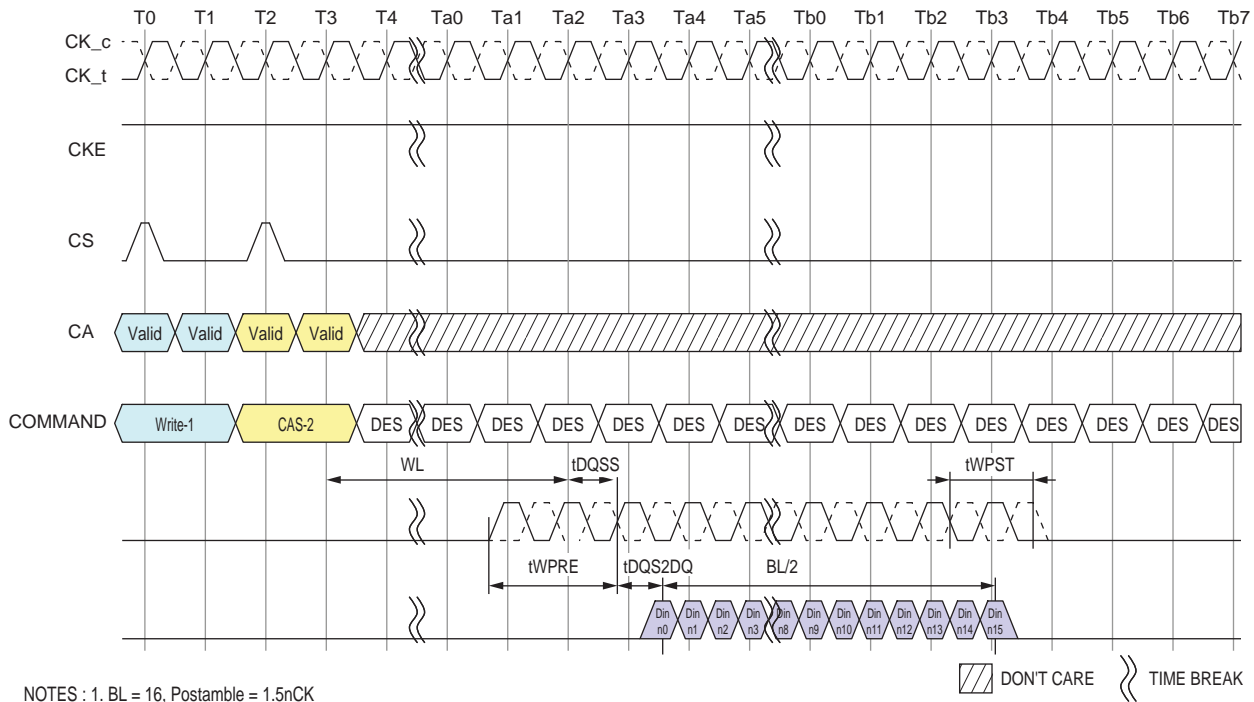 T0 T1 T2 T3 T4 Ta0 Ta1 Ta2 Ta3 Ta4 Ta5 Tb0 Tb1 Tb2 Tb3 Tb4 Tb5 Tb6 Tb7
CK_c
CK_t
CKE
CS
CA Valid Valid Valid Valid
COMMAND Write-1 CAS-2 DES DES DES DES DES DES DES DES DES DES DES DES DES DES DES
WL tDQSS tWPST
tWPRE tDQS2DQ BL/2
Din n0 Din n1 Din n2 Din n3 Din n8 Din n9 Din n10 Din n11 Din n12 Din n13 Din n14 Din n15
DON'T CARE TIME BREAK
NOTES : 1. BL = 16, Postamble = 1.5nCK